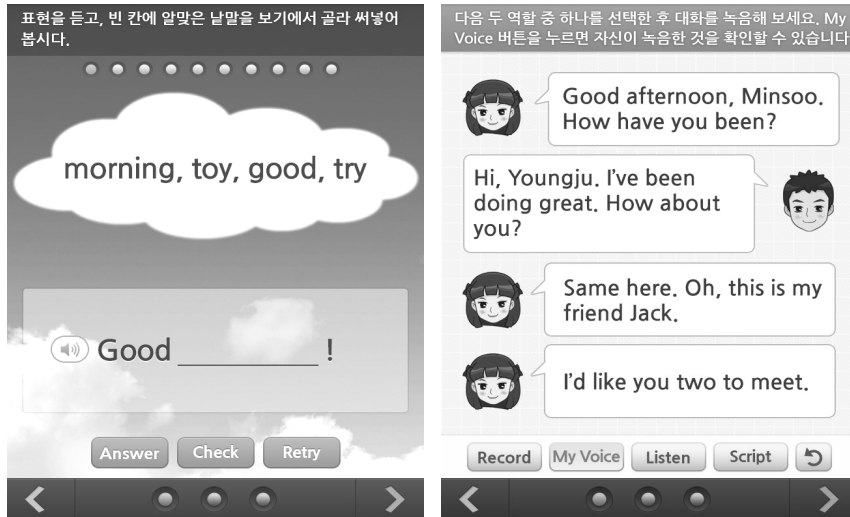 표현을 듣고, 빈 칸에 알맞은 낱말을 보기에서 골라 써넣어
봅시다.
morning, toy, good, try
Good __________ !
Answer
Check
Retry
다음 두 역할 중 하나를 선택한 후 대화를 녹음해 보세요. My
Voice 버튼을 누르면 자신이 녹음한 것을 확인할 수 있습니다
Good afternoon, Minsoo.
How have you been?
Hi, Youngju. I've been
doing great. How about
you?
Same here. Oh, this is my
friend Jack.
I'd like you two to meet.
Record
My Voice
Listen
Script